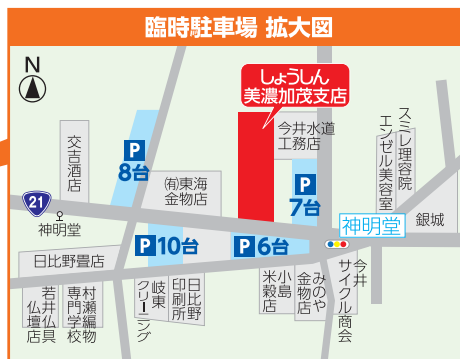 臨時駐車場 拡大図
N
しょうしん
美濃加茂支店
今井水道
工務店
スミレ理容院
エンゼル美容室
交吉酒店
P
8台
㈲東海
金物店
P
7台
21
神明堂
神明堂
銀城
P10台
P6台
日比野畳店
若井仏具
仏壇店
村瀬編物
専門学校
岐東
クリーニング
日比野
印刷所
小島
米穀店
みのや
金物店
今井
サイクル商会